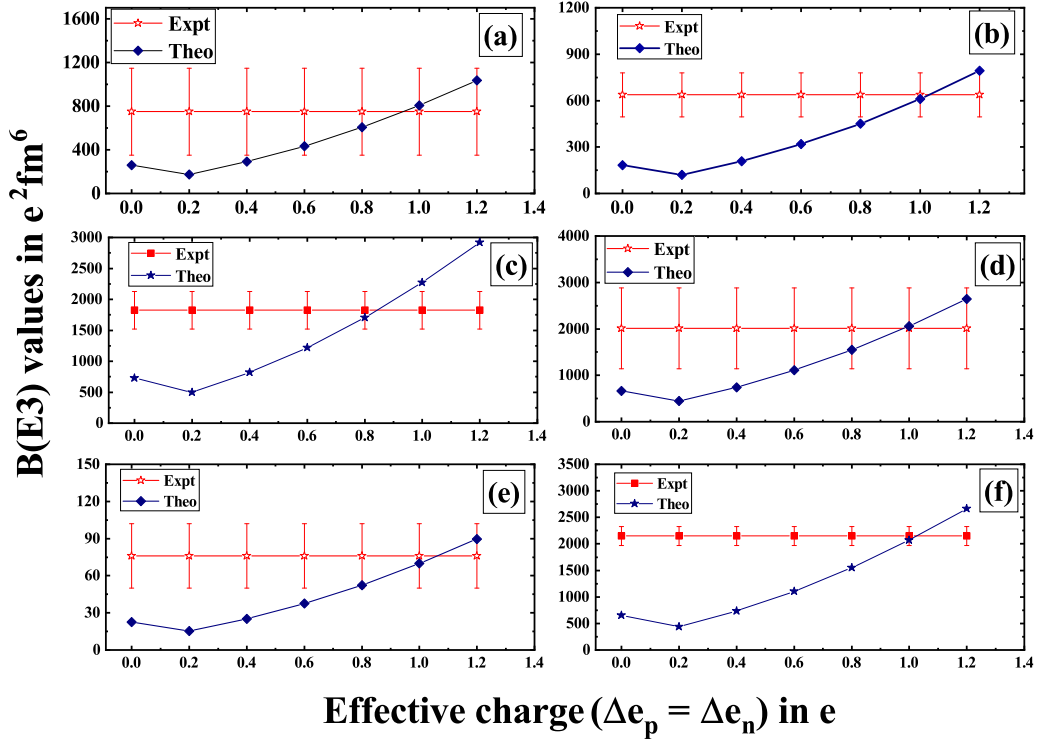 B(E3) values in e²fm⁶
1600
1200
800
400
0
Expt
Theo
(a)
0.0 0.2 0.4 0.6 0.8 1.0 1.2 1.4
1200
900
600
300
0
Expt
Theo
(b)
0.0 0.2 0.4 0.6 0.8 1.0 1.2
3000
2500
2000
1500
1000
500
0
Expt
Theo
(c)
0.0 0.2 0.4 0.6 0.8 1.0 1.2 1.4
4000
3000
2000
1000
0
Expt
Theo
(d)
0.0 0.2 0.4 0.6 0.8 1.0 1.2 1.4
150
120
90
60
30
0
Expt
Theo
(e)
0.0 0.2 0.4 0.6 0.8 1.0 1.2 1.4
3500
3000
2500
2000
1500
1000
500
0
Expt
Theo
(f)
0.0 0.2 0.4 0.6 0.8 1.0 1.2 1.4
Effective charge (Δeₚ = Δeₙ) in e